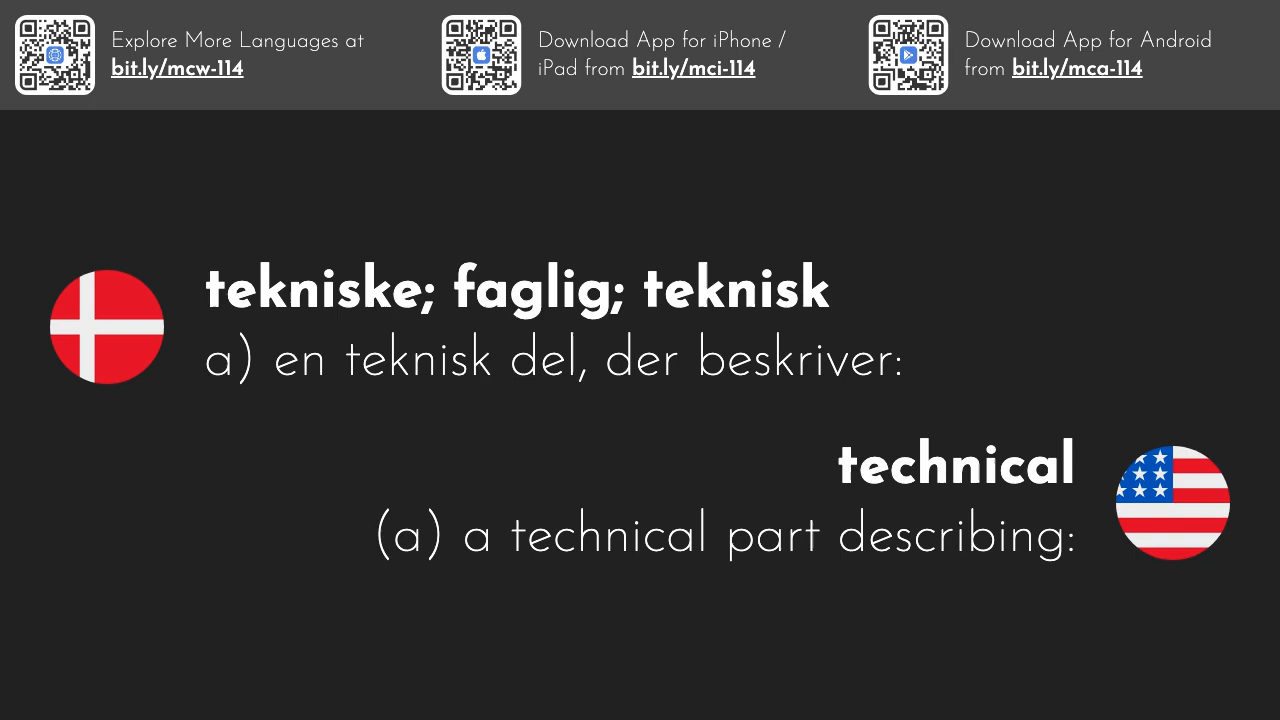 Explore More Languages at
bit.ly/mcw-114
Download App for iPhone /
iPad from bit.ly/mci-114
Download App for Android
from bit.ly/mca-114
tekniske; faglig; teknisk
a) en teknisk del, der beskriver:
technical
(a) a technical part describing: